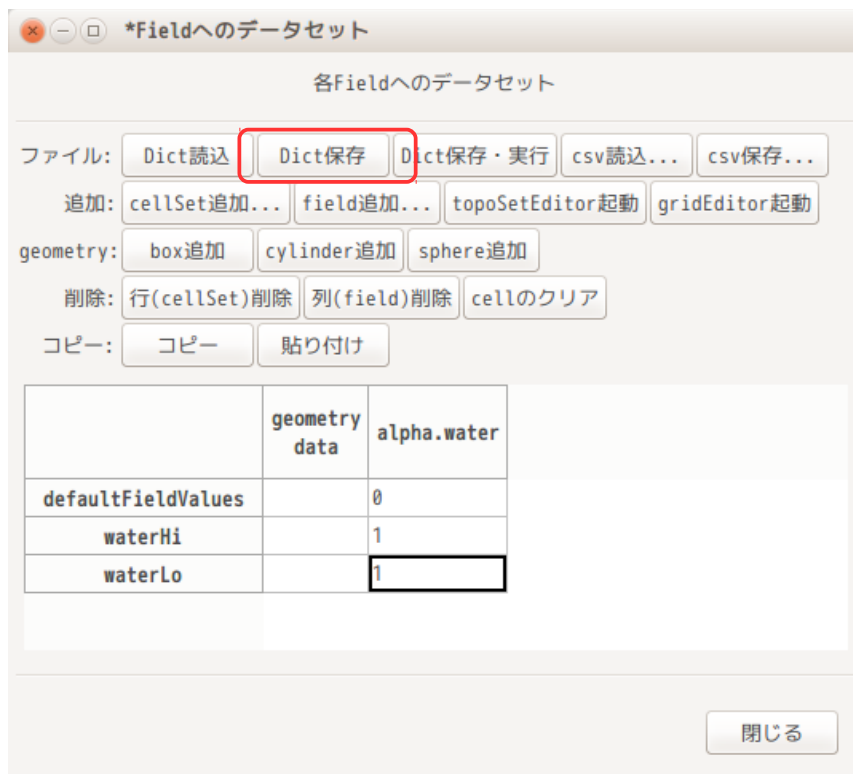 *Fieldへのデータセット
各Fieldへのデータセット
ファイル: Dict読込 Dict保存 Dict保存・実行 csv読込... csv保存...
追加: cellSet追加... field追加... topoSetEditor起動 gridEditor起動
geometry: box追加 cylinder追加 sphere追加
削除: 行(cellSet)削除 列(field)削除 cellのクリア
コピー: コピー 貼り付け
geometry
data
alpha.water
defaultFieldValues 0
waterHi 1
waterLo 1
閉じる